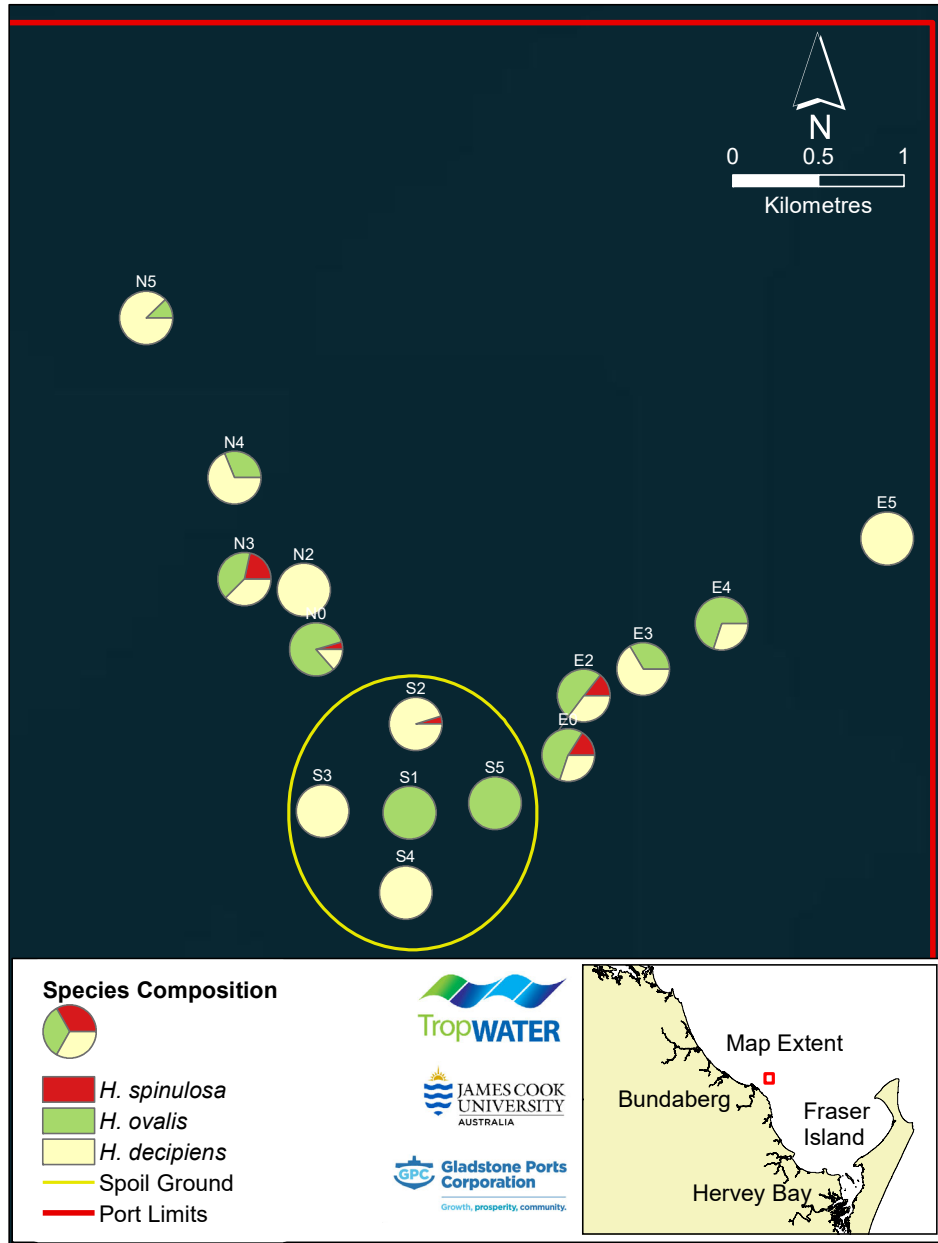 N
0 0.5 1
Kilometres
N5
N4
E5
N3
N2
E4
N0
E3
E2
S2
E0
S5
S3
S1
S4
Species Composition
H. spinulosa
H. ovalis
H. decipiens
Spoil Ground
Port Limits
TropWATER
JAMES COOK
UNIVERSITY
AUSTRALIA
GPC
Gladstone Ports
Corporation
Growth, prosperity, community.
Map Extent
Bundaberg
Fraser
Island
Hervey Bay